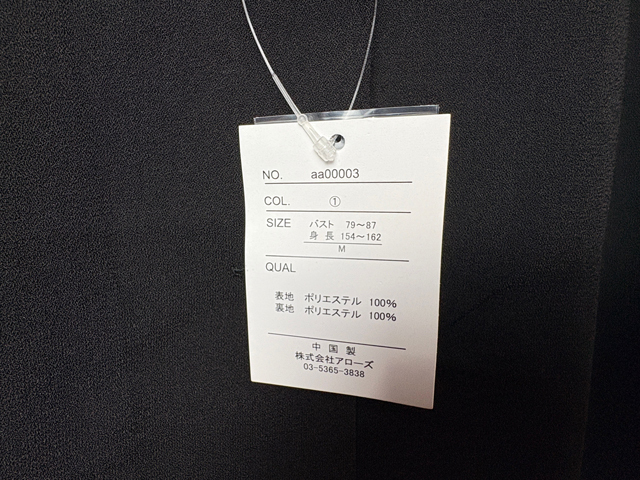 NO. aa00003
COL. ①
SIZE バスト 79～87
身長 154～162
M
QUAL
表地 ポリエステル 100%
裏地 ポリエステル 100%
中国製
株式会社アローズ
03-5365-3838